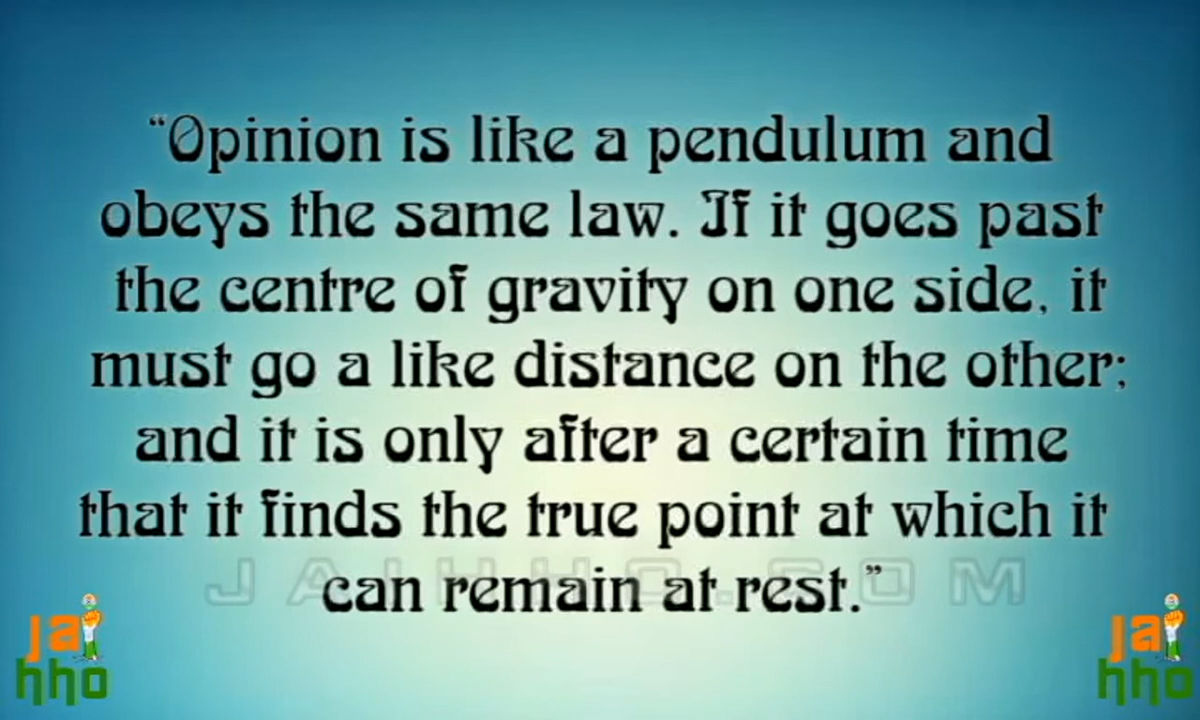 “Opinion is like a pendulum and
obeys the same law. If it goes past
the centre of gravity on one side, it
must go a like distance on the other;
and it is only after a certain time
that it finds the true point at which it
can remain at rest.”
JAIHHO.COM
jai
hho
jai
hho